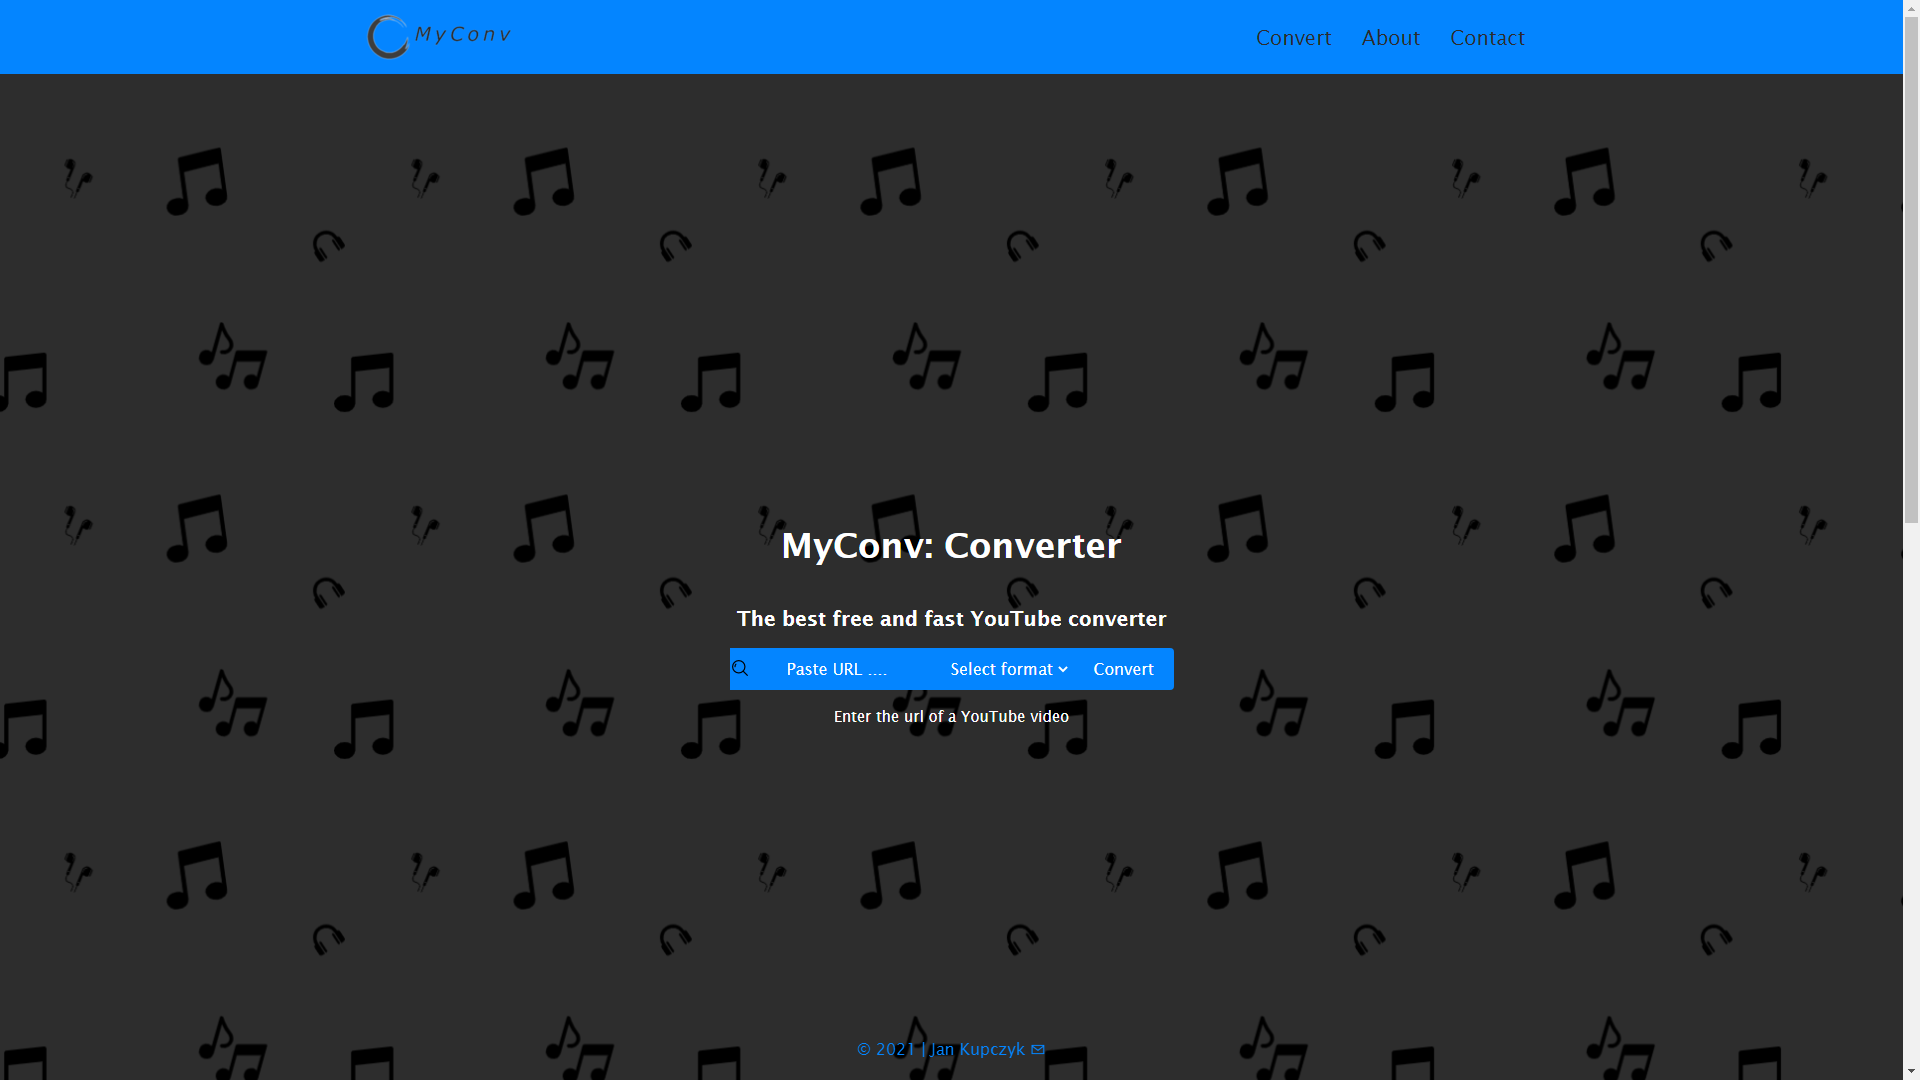 MyConv
Convert About Contact
MyConv: Converter
The best free and fast YouTube converter
Paste URL .... Select format Convert
Enter the url of a YouTube video
© 2021 | Jan Kupczyk